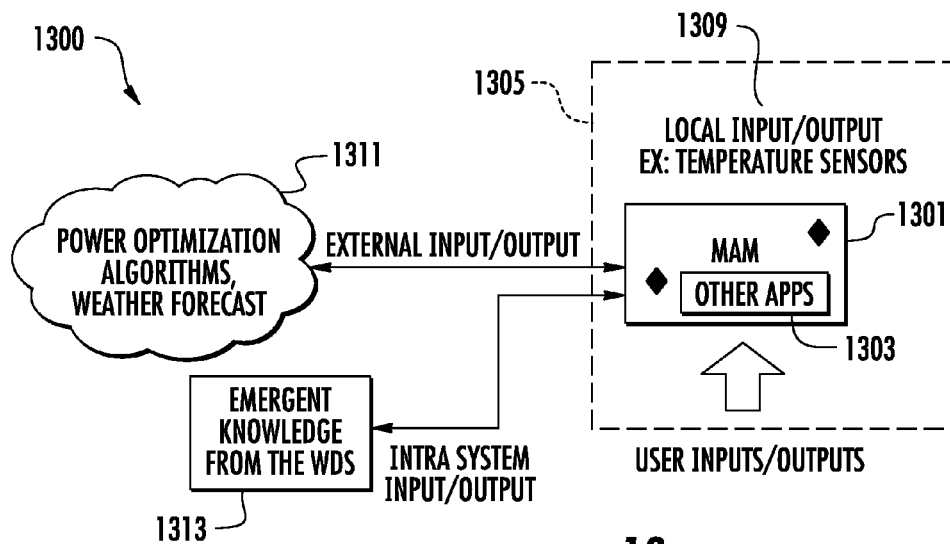 1300
1309
1305
LOCAL INPUT/OUTPUT
EX: TEMPERATURE SENSORS
1311
1301
POWER OPTIMIZATION
ALGORITHMS,
WEATHER FORECAST
EXTERNAL INPUT/OUTPUT
MAM
OTHER APPS
1303
EMERGENT
KNOWLEDGE
FROM THE WDS
INTRA SYSTEM
INPUT/OUTPUT
USER INPUTS/OUTPUTS
1313